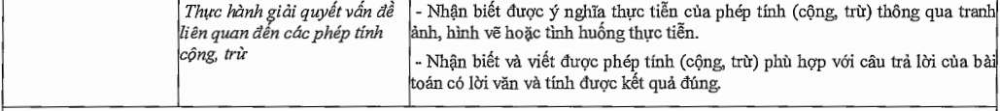 Thực hành giải quyết vấn đề
liên quan đến các phép tính
cộng, trừ
- Nhận biết được ý nghĩa thực tiễn của phép tính (cộng, trừ) thông qua tranh
ảnh, hình vẽ hoặc tình huống thực tiễn.
- Nhận biết và viết được phép tính (cộng, trừ) phù hợp với câu trả lời của bài
toán có lời văn và tính được kết quả đúng.